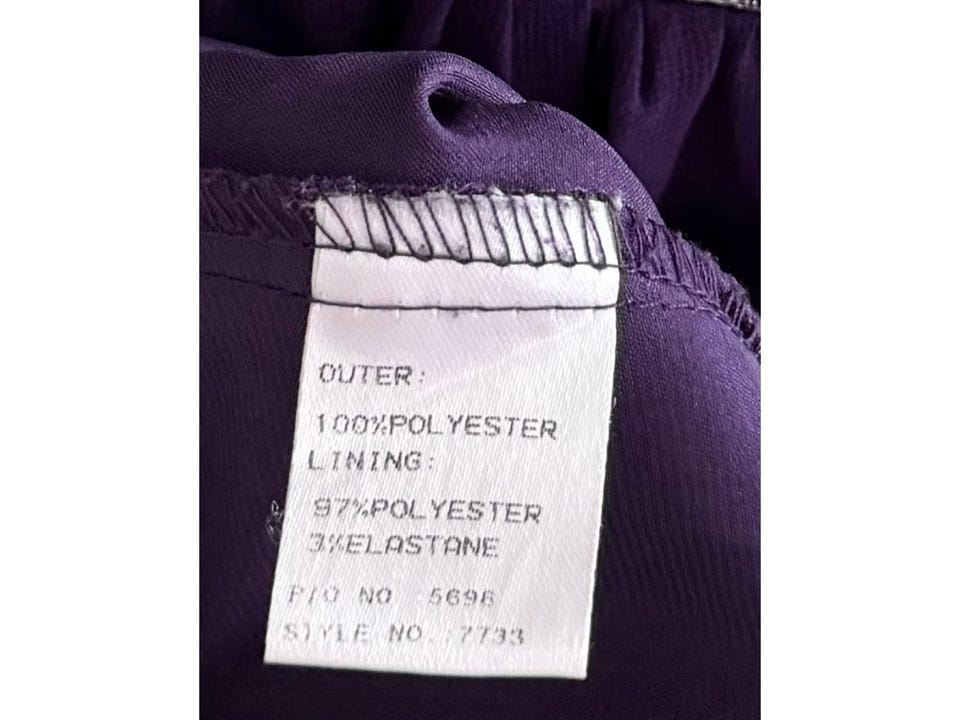 OUTER:
100%POLYESTER
LINING:
97%POLYESTER
3%ELASTANE
P/O NO :5696
STYLE NO.:7733